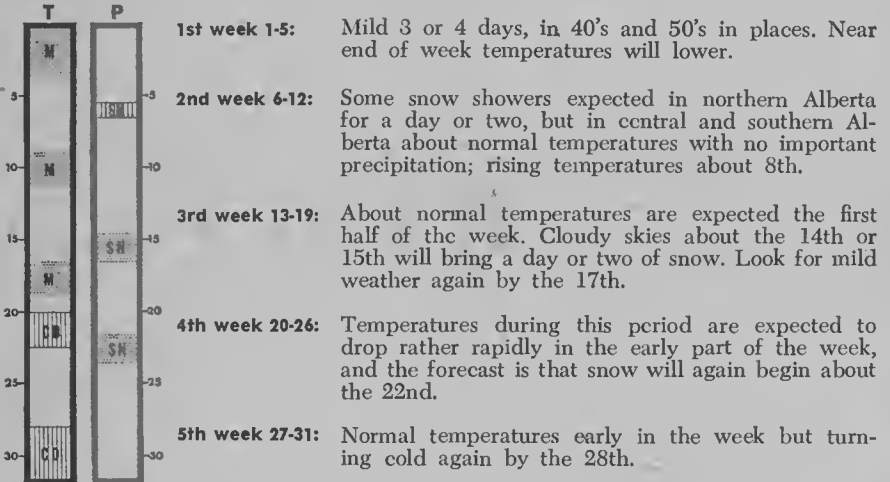 T P
M
5 5
SM
10 M 10
15 15
SN
M
20 20
CD
SN
25 25
30 CD 30
1st week 1-5: Mild 3 or 4 days, in 40's and 50's in places. Near
end of week temperatures will lower.
2nd week 6-12: Some snow showers expected in northern Alberta
for a day or two, but in central and southern Al-
berta about normal temperatures with no important
precipitation; rising temperatures about 8th.
3rd week 13-19: About normal temperatures are expected the first
half of the week. Cloudy skies about the 14th or
15th will bring a day or two of snow. Look for mild
weather again by the 17th.
4th week 20-26: Temperatures during this period are expected to
drop rather rapidly in the early part of the week,
and the forecast is that snow will again begin about
the 22nd.
5th week 27-31: Normal temperatures early in the week but turn-
ing cold again by the 28th.